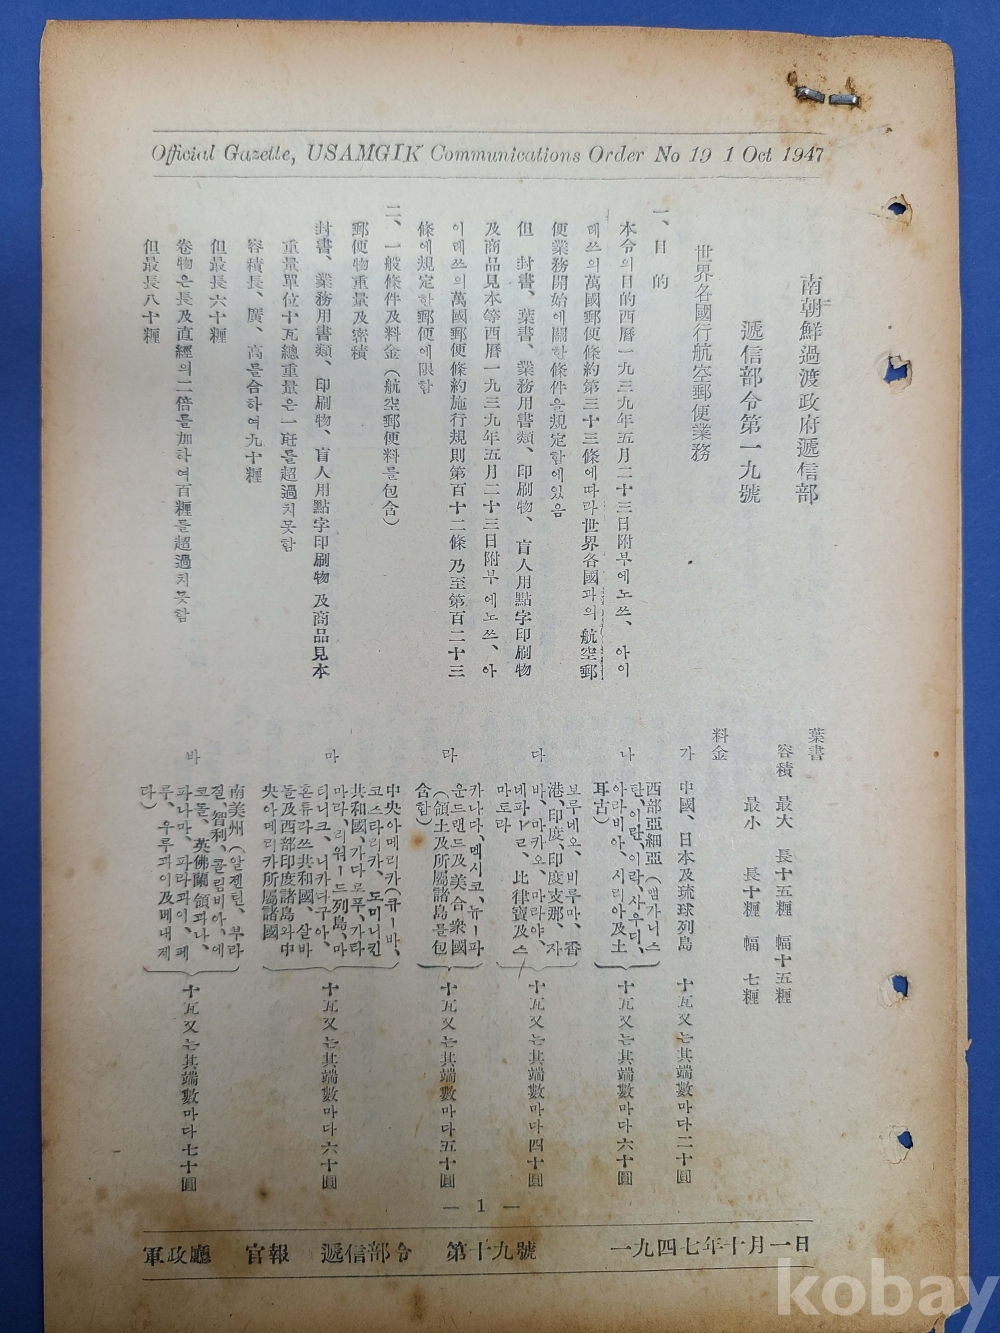 Official Gazette, USAMGIK Communications Order No 19 1 Oct 1947
南朝鮮過渡政府遞信部
遞信部令第一九號
世界各國行航空郵便業務
一、目的
本令의目的西曆一九三九年五月二十三日附부에노쓰、아이
레쓰의萬國郵便條約第三十三條에따라世界各國과의航空郵
便業務開始에關한條件을規定함에있음
但 封書、葉書、業務用書類、印刷物、盲人用點字印刷物
及商品見本等西曆一九三九年五月二十三日附부에노쓰、아
이레쓰의萬國郵便條約施行規則第百十二條乃至第百二十三
條에規定한郵便에限함
二、一般條件及料金(航空郵便料를包含)
郵便物重量及容積
封書、業務用書類、印刷物、盲人用點字印刷物及商品見本
重量單位十瓦總重量은一瓩를超過치못함
容積長、廣、高를合하여九十糎
但最長六十糎
卷物은長及直經의二倍를加하여百糎를超過치못함
但最長八十糎
葉書
容積 最大 長十五糎 幅十五糎
最小 長十糎 幅 七糎
料金
가 中國、日本及琉球列島 十瓦又는其端數마다二十圓
나 西部亞細亞(앺가니스
탄、이란、이락、사우디、
아라비아、시리아及土
耳古) 十瓦又는其端數마다六十圓
다 보루네오、비루마、香
港、印度、印度支那、자
바、마카오、마라야、
네파ー르、比律賓及스
마토라 十瓦又는其端數마다四十圓
라 카나다、멕시코、뉴ー파
운드랜드及美合衆國
(領土及所屬諸島를包
含함) 十瓦又는其端數마다五十圓
마 中央아메리카(큐ー바、
코스타리카、도미니킨
共和國、가다로푸、가라
마라、리워ー드列島、마
티니크、니카다구아、
혼듀라쓰共和國、살바
돌及西部印度諸島와中
央아메리카所屬諸國 十瓦又는其端數마다六十圓
바 南美州(알젠틴、부라
질、智利、콜림비아、에
코돌、英佛蘭領과나、
파나마、파라과이、페
루、우루과이及베네제
라) 十瓦又는其端數마다七十圓
— 1 —
軍政廳 官報 遞信部令 第十九號 一九四七年十月一日
kobay